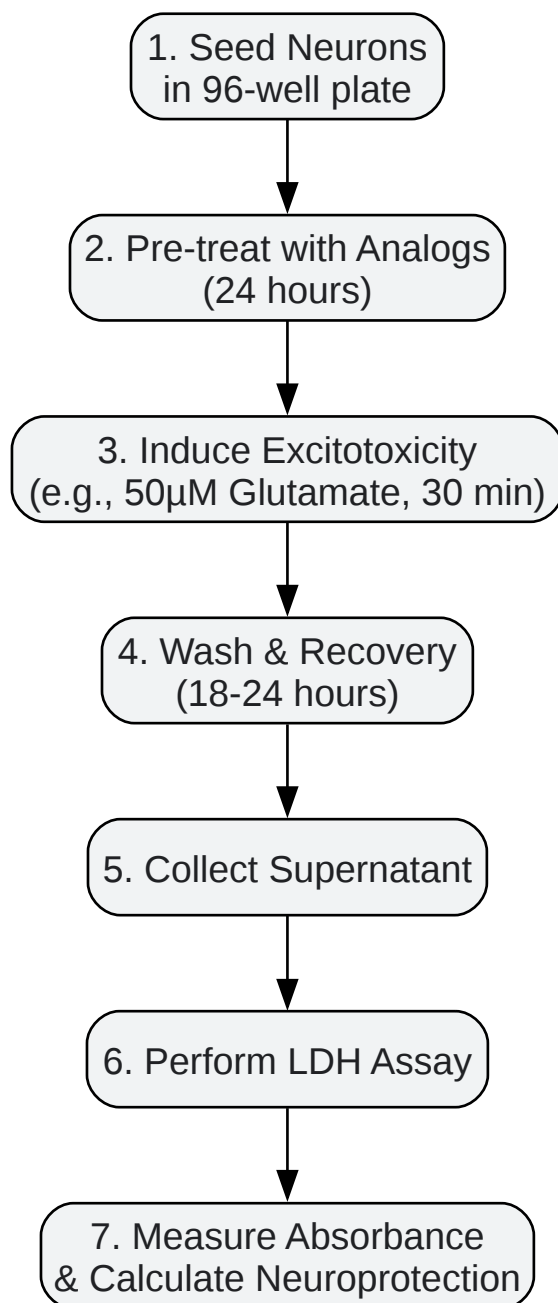 1. Seed Neurons
in 96-well plate
2. Pre-treat with Analogs
(24 hours)
3. Induce Excitotoxicity
(e.g., 50µM Glutamate, 30 min)
4. Wash & Recovery
(18-24 hours)
5. Collect Supernatant
6. Perform LDH Assay
7. Measure Absorbance
& Calculate Neuroprotection